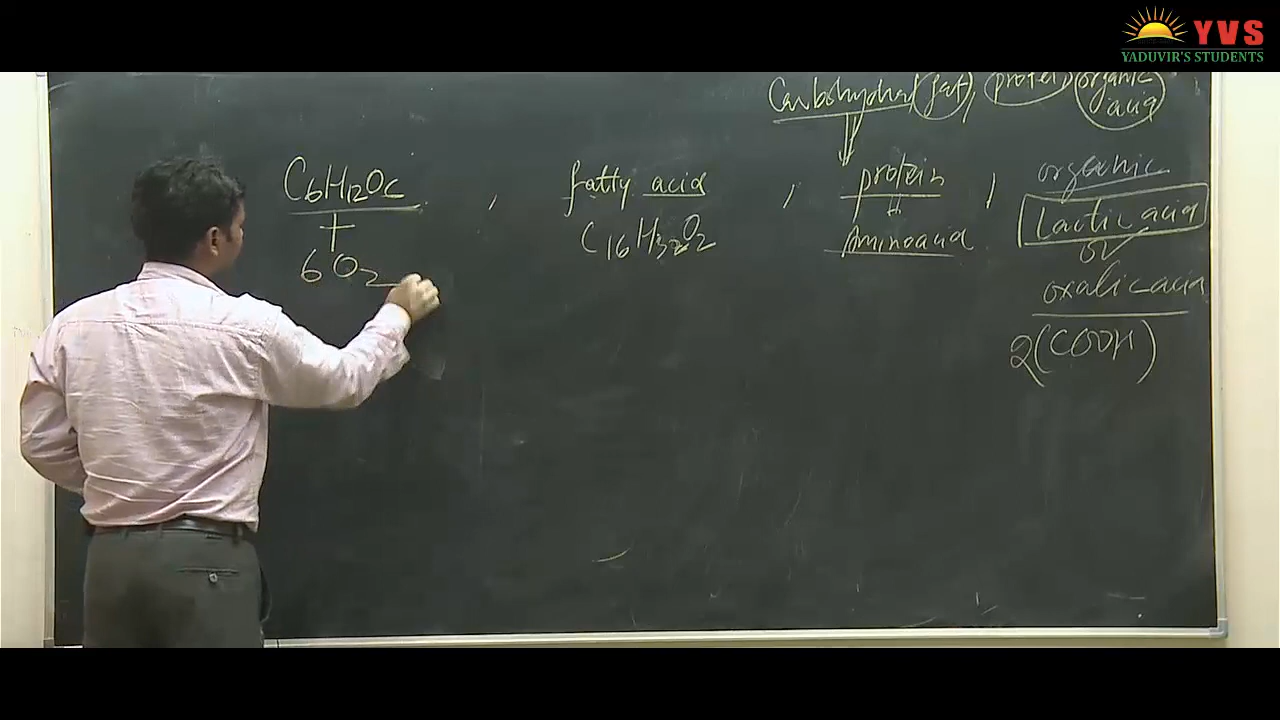 YVS
YADUVIR'S STUDENTS
Carbohydra (fat), protein, organic acid
C6H12O6 , fatty acid , protein , organic
+
6O2
C16H32O2
Aminoacid
Lactic acid
or
oxalic acid
2(COOH)